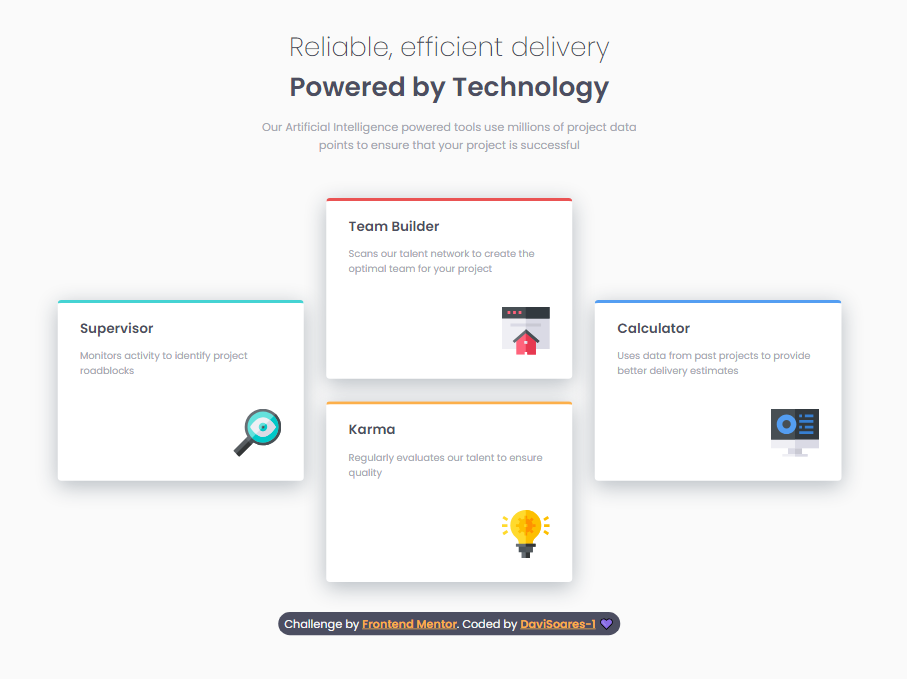 Reliable, efficient delivery
Powered by Technology
Our Artificial Intelligence powered tools use millions of project data
points to ensure that your project is successful
Supervisor
Monitors activity to identify project
roadblocks
Team Builder
Scans our talent network to create the
optimal team for your project
Karma
Regularly evaluates our talent to ensure
quality
Calculator
Uses data from past projects to provide
better delivery estimates
Challenge by Frontend Mentor. Coded by DaviSoares-1 💜